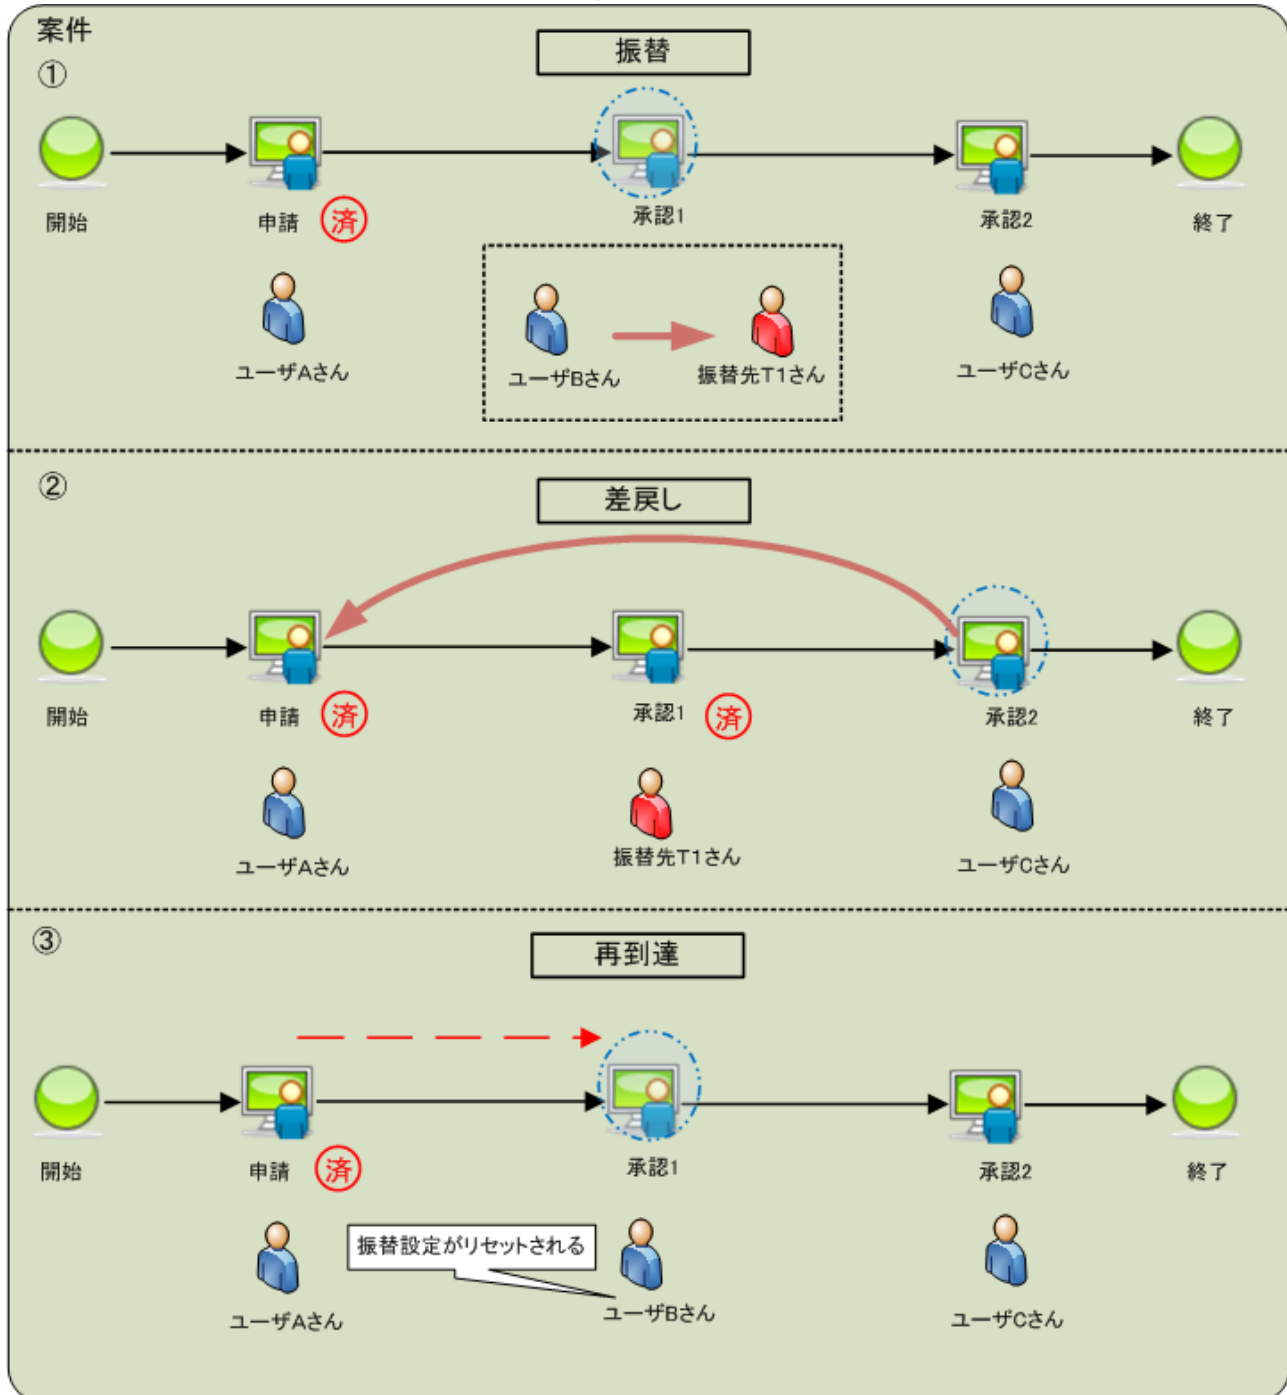 案件
①
振替
開始
申請
済
承認1
承認2
終了
ユーザAさん
ユーザBさん
振替先T1さん
ユーザCさん
②
差戻し
開始
申請
済
承認1
済
承認2
終了
ユーザAさん
振替先T1さん
ユーザCさん
③
再到達
開始
申請
済
承認1
承認2
終了
振替設定がリセットされる
ユーザAさん
ユーザBさん
ユーザCさん